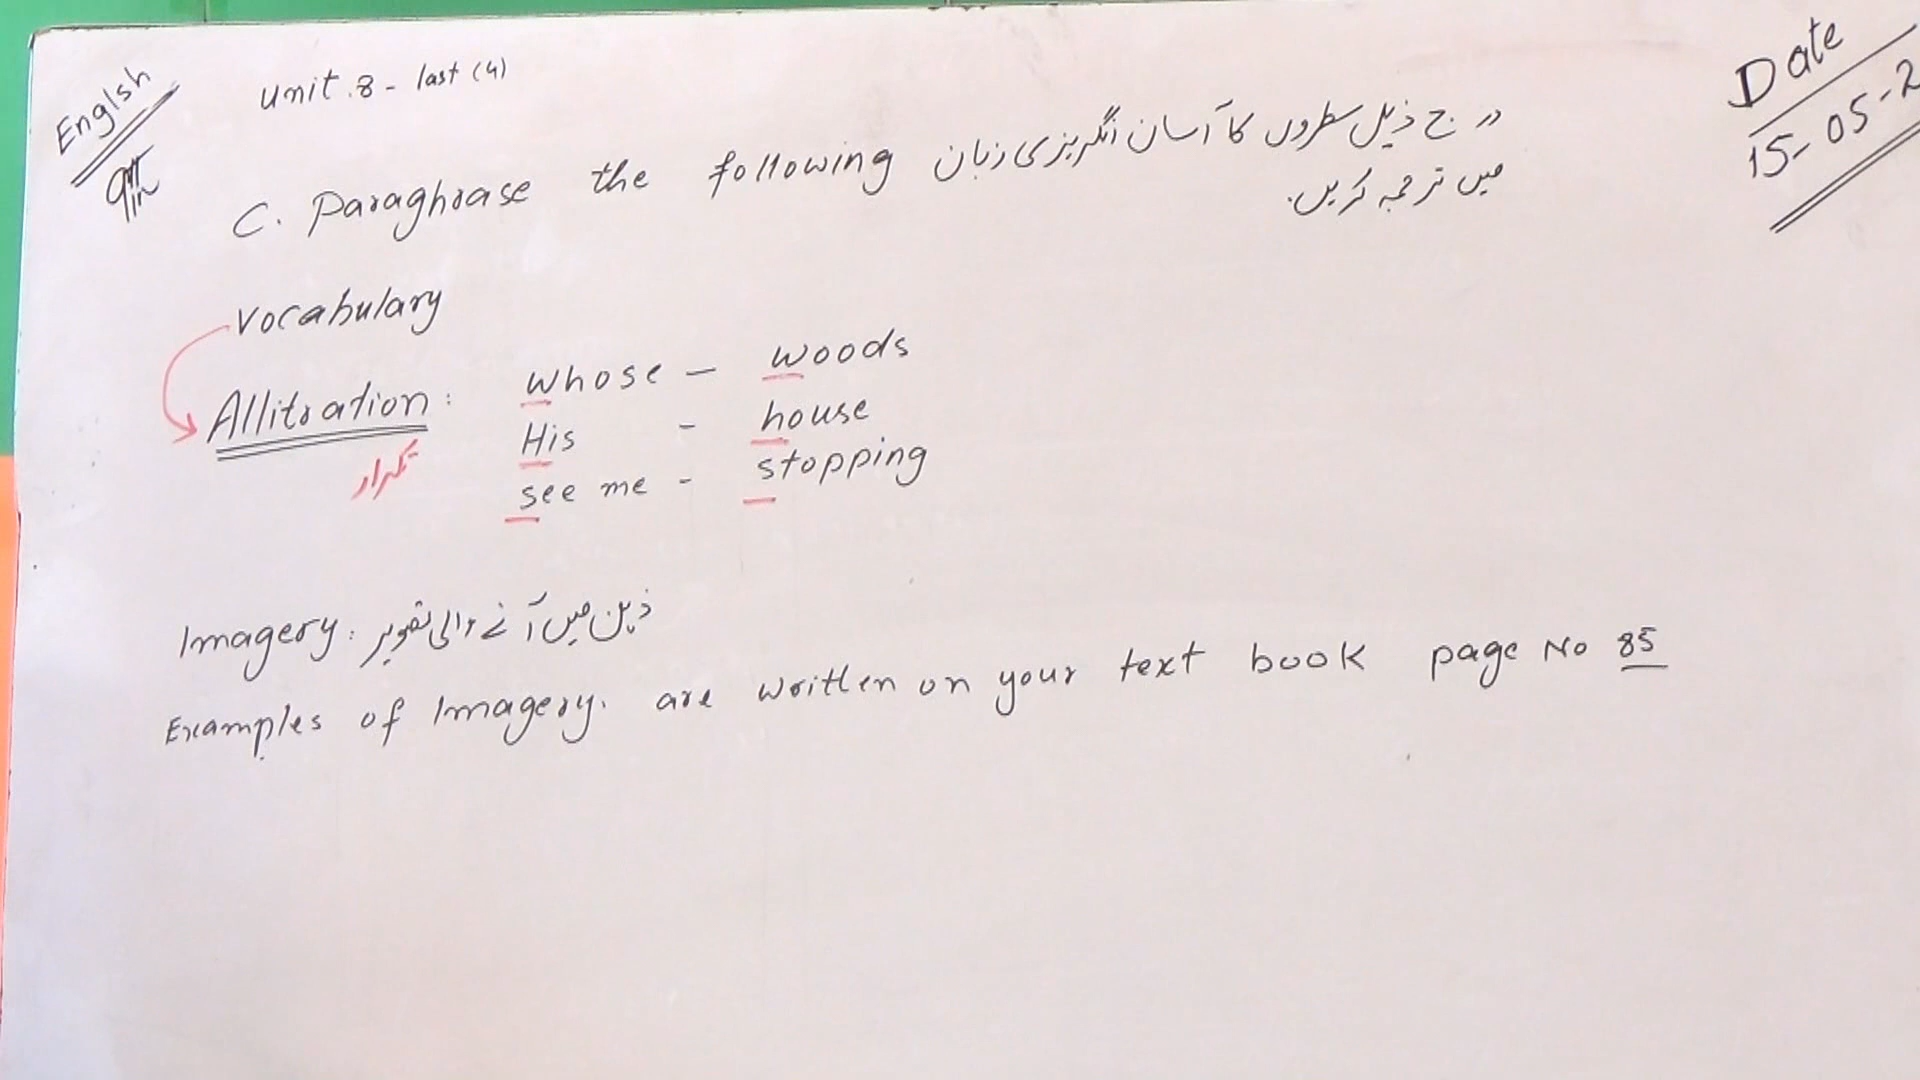 Englsh
9th
unit.8- last (4)
Date
15-05-2
C. Paraghrase the following درج ذیل سطروں کا آسان انگریزی زبان
میں ترجمہ کریں.
Vocabulary
Allitration: whose - woods
تکرار
His - house
see me - stopping
Imagery: ذہن میں آنے والی تصویر
Examples of Imagery. are written on your text book page No 85